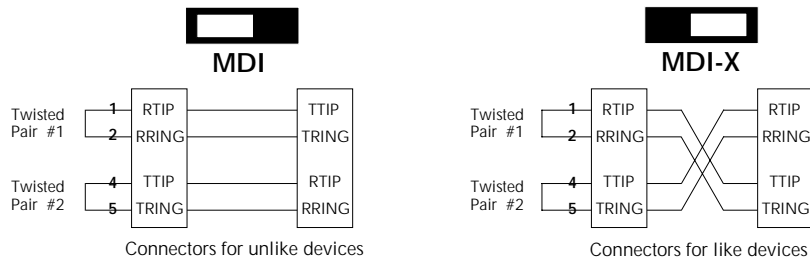 MDI
Twisted Pair #1
1 RTIP TTIP
2 RRING TRING
Twisted Pair #2
4 TTIP RTIP
5 TRING RRING
Connectors for unlike devices
MDI-X
Twisted Pair #1
1 RTIP RTIP
2 RRING RRING
Twisted Pair #2
4 TTIP TTIP
5 TRING TRING
Connectors for like devices